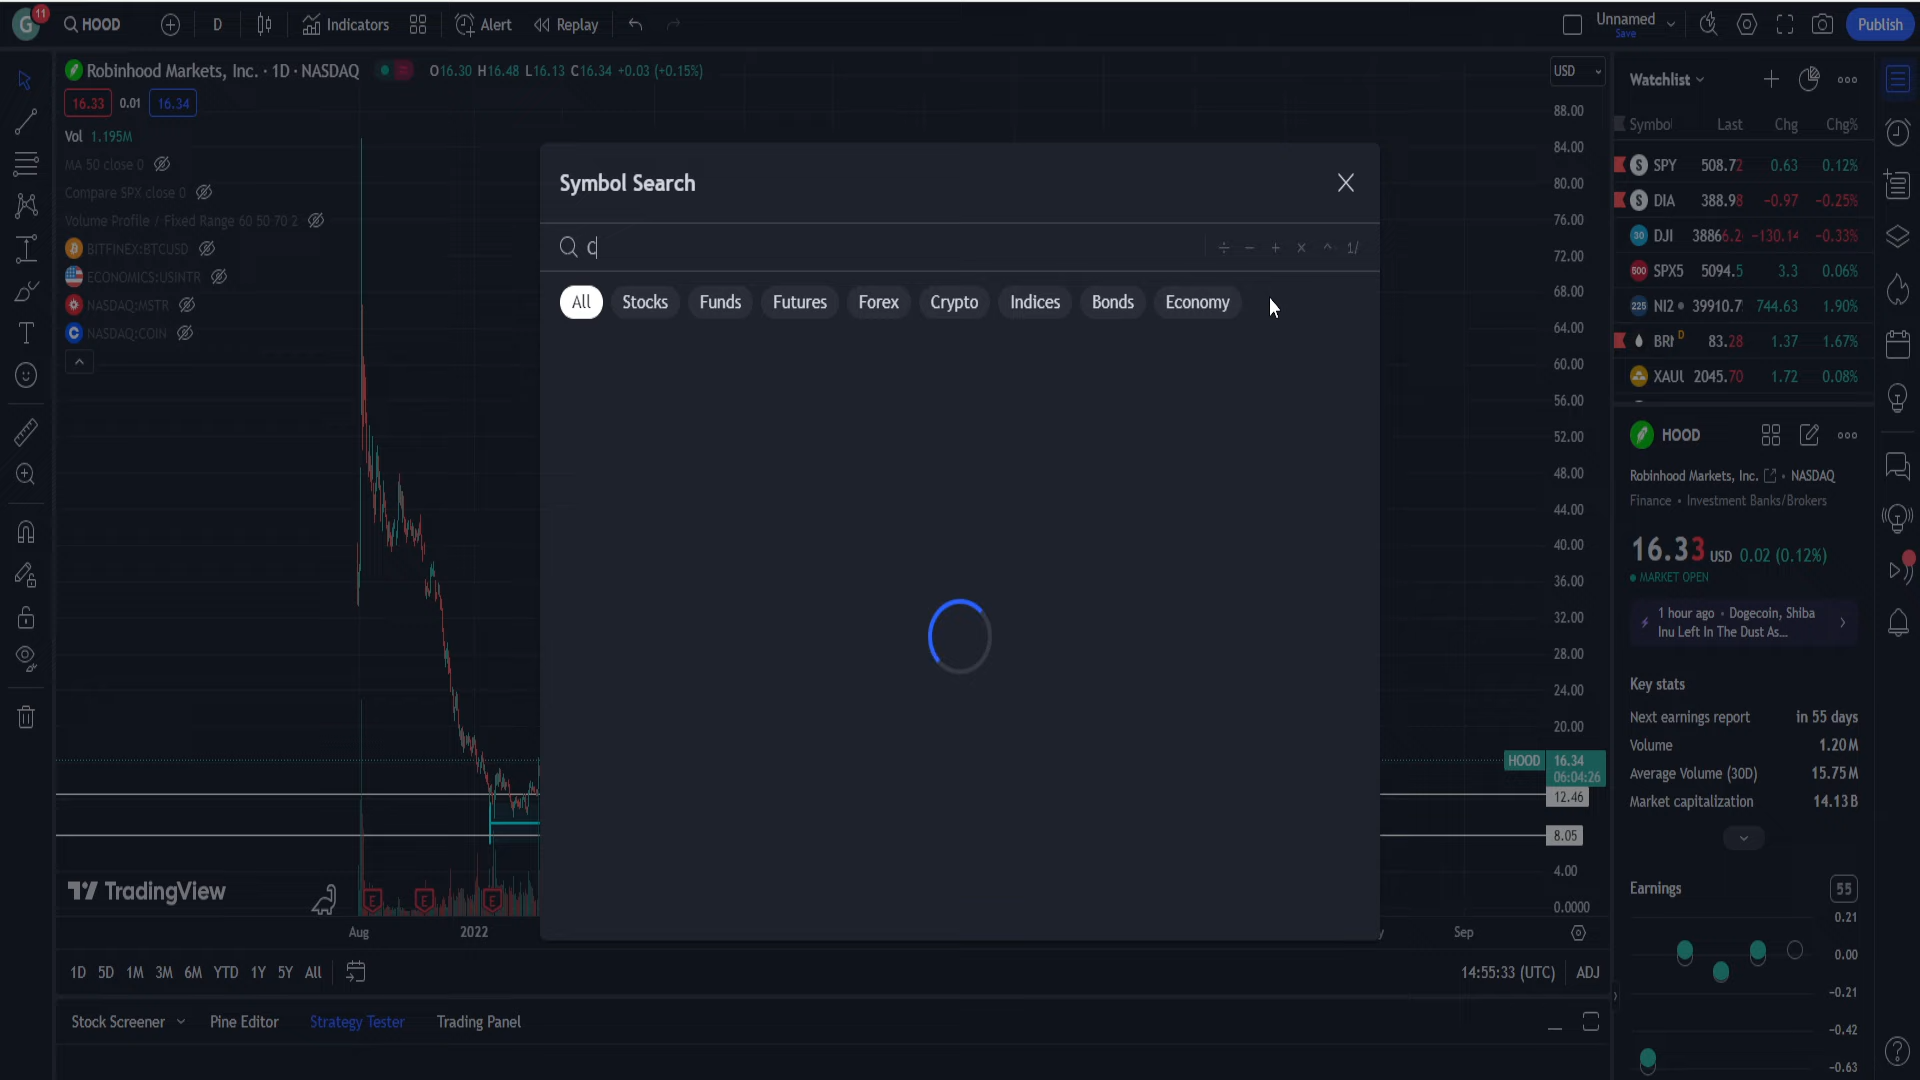 G 11 HOOD D Indicators Alert Replay Unnamed Save Publish
Robinhood Markets, Inc. · 1D · NASDAQ O16.30 H16.48 L16.13 C16.34 +0.03 (+0.15%)
16.33 0.01 16.34
Vol 1.195M
MA 50 close 0
Compare SPX close 0
Volume Profile / Fixed Range 60 50 70 2
BITFINEX:BTCUSD
ECONOMICS:USINTR
NASDAQ:MSTR
NASDAQ:COIN
Symbol Search
C
÷ − + × ^ 1/
All Stocks Funds Futures Forex Crypto Indices Bonds Economy
USD
88.00
84.00
80.00
76.00
72.00
68.00
64.00
60.00
56.00
52.00
48.00
44.00
40.00
36.00
32.00
28.00
24.00
20.00
HOOD 16.34
06:04:26
12.46
8.05
4.00
0.0000
TradingView
E E E
Aug 2022 Sep
1D 5D 1M 3M 6M YTD 1Y 5Y All
14:55:33 (UTC) ADJ
Stock Screener Pine Editor Strategy Tester Trading Panel
Watchlist
Symbol Last Chg Chg%
S SPY 508.72 0.63 0.12%
S DIA 388.98 −0.97 −0.25%
30 DJI 38866.2 −130.14 −0.33%
500 SPX5 5094.5 3.3 0.06%
225 NI2 39910.7 744.63 1.90%
BRN D 83.28 1.37 1.67%
XAUU 2045.70 1.72 0.08%
HOOD
Robinhood Markets, Inc. • NASDAQ
Finance • Investment Banks/Brokers
16.33 USD 0.02 (0.12%)
MARKET OPEN
1 hour ago • Dogecoin, Shiba
Inu Left In The Dust As...
Key stats
Next earnings report in 55 days
Volume 1.20M
Average Volume (30D) 15.75M
Market capitalization 14.13B
Earnings 55
0.21
0.00
−0.21
−0.42
−0.63